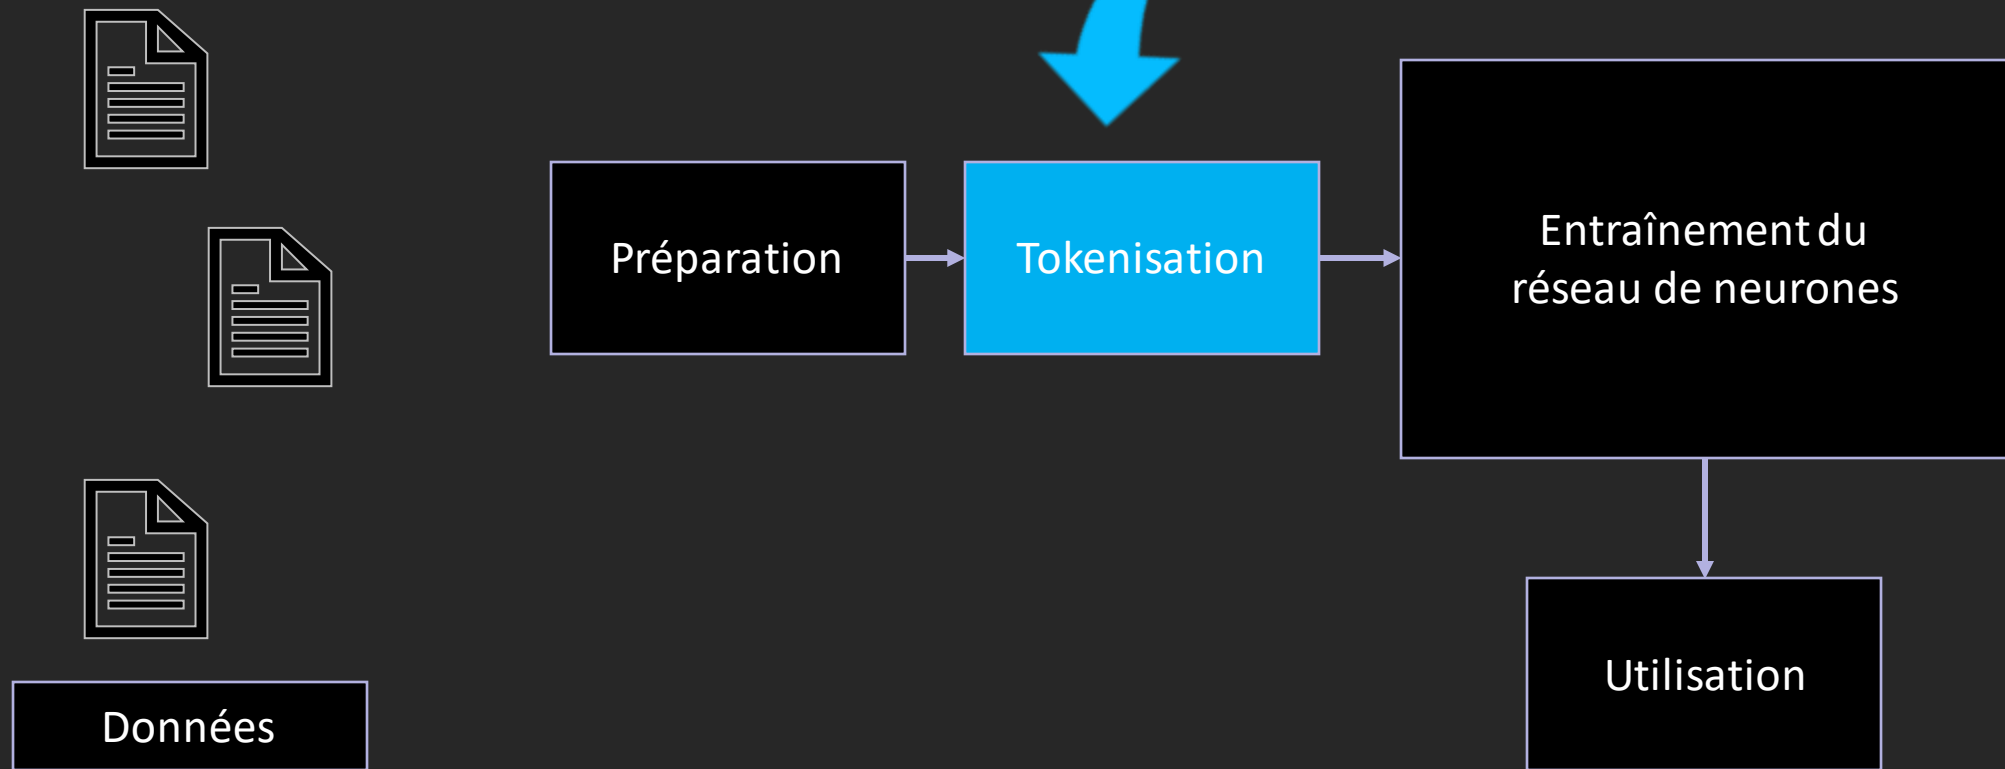 Préparation
Tokenisation
Entraînement du
réseau de neurones
Utilisation
Données